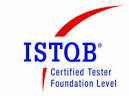 ISTQB®
Certified Tester
Foundation Level